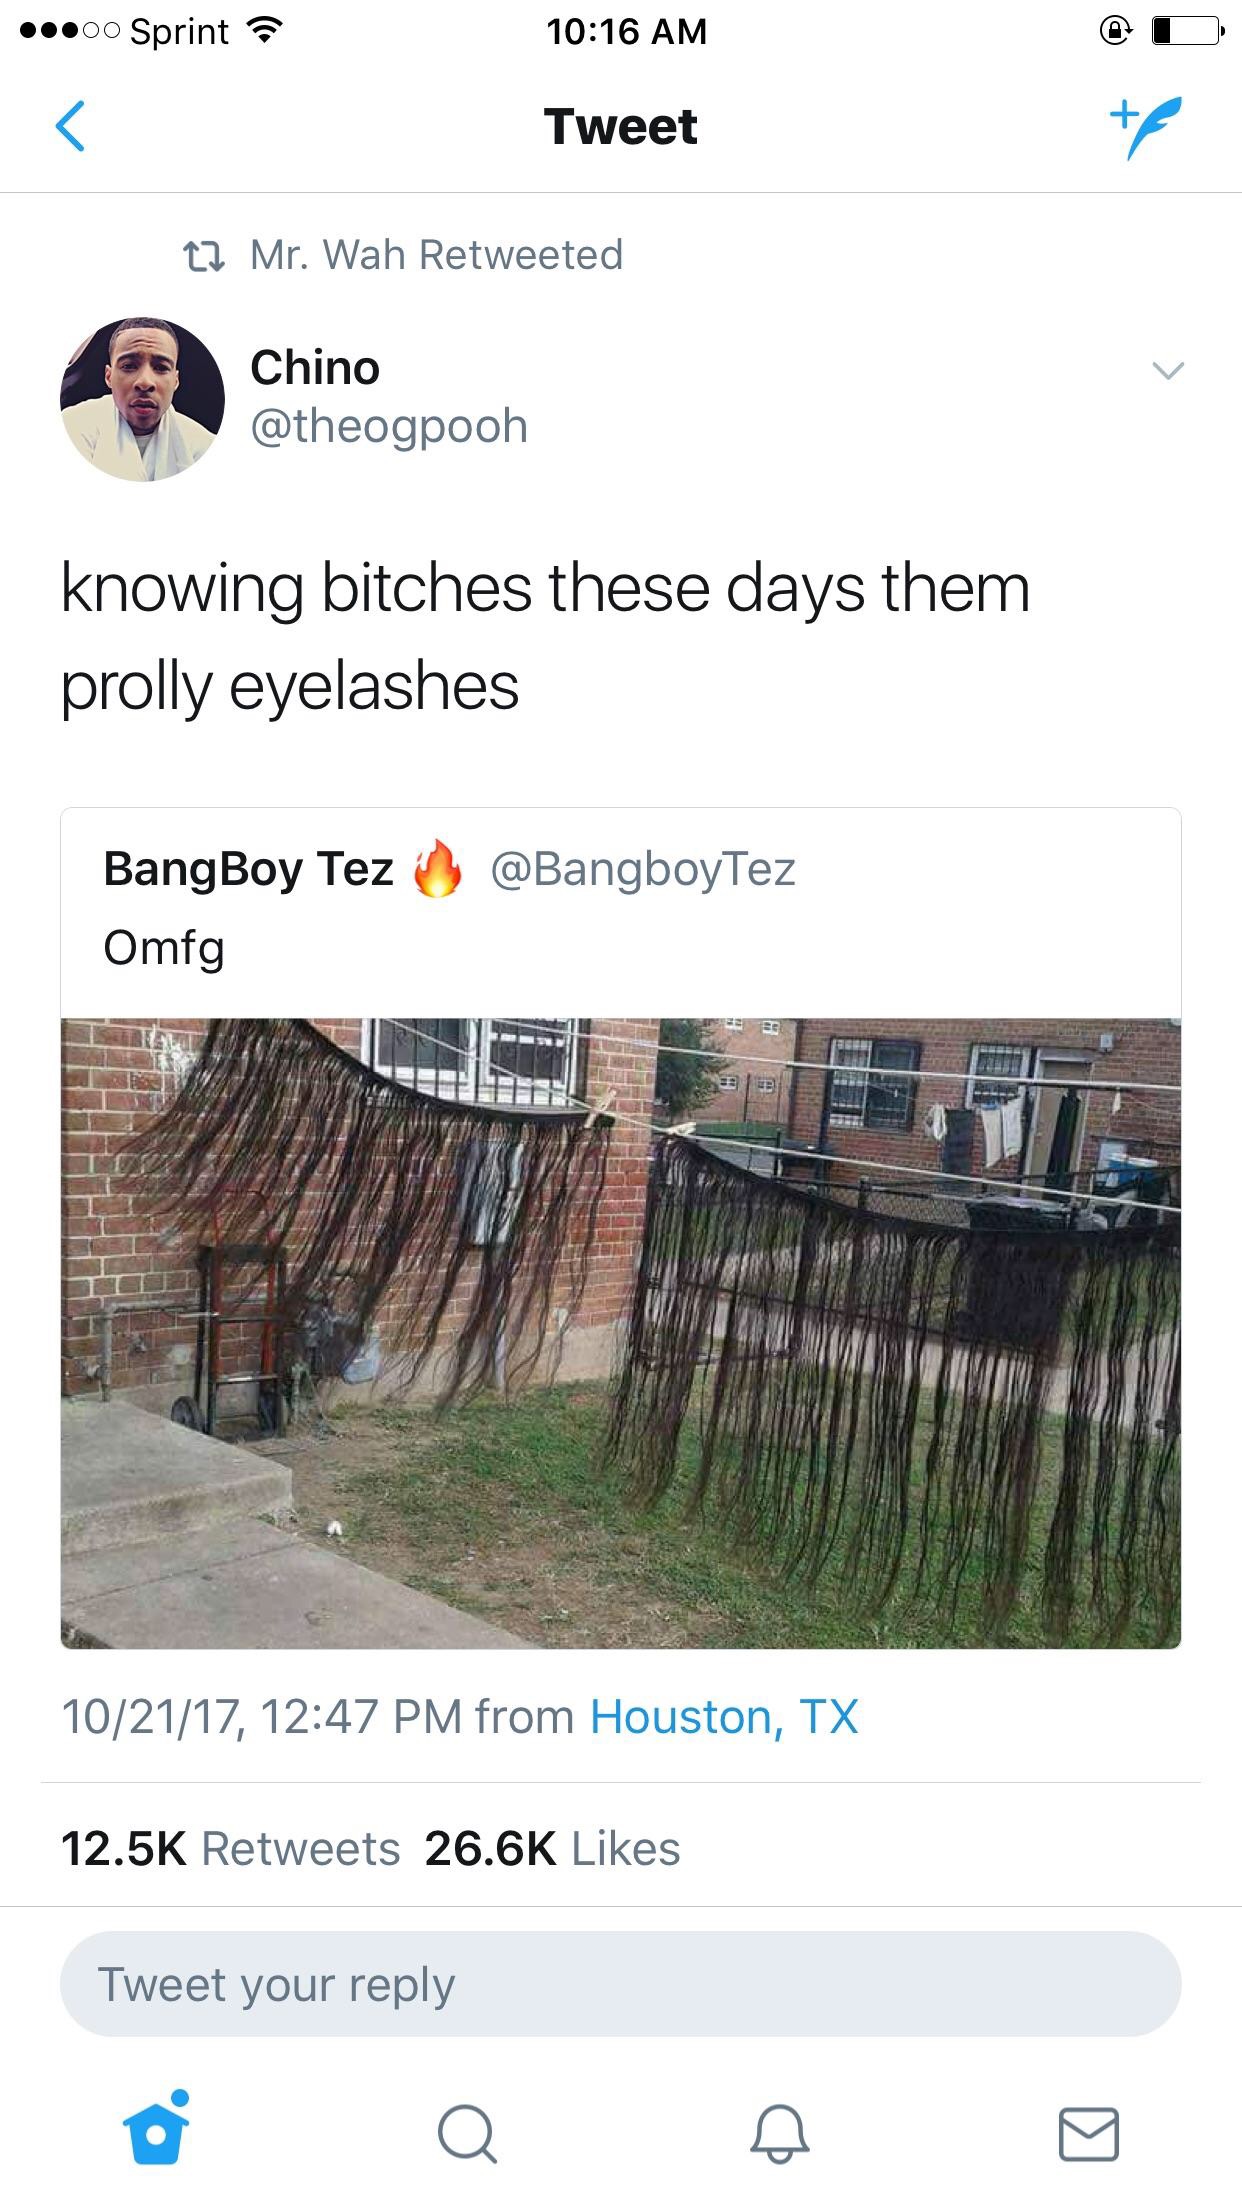 Sprint 10:16 AM
Tweet
Mr. Wah Retweeted
Chino
@theogpooh
knowing bitches these days them
prolly eyelashes
BangBoy Tez 🔥 @BangboyTez
Omfg
10/21/17, 12:47 PM from Houston, TX
12.5K Retweets 26.6K Likes
Tweet your reply